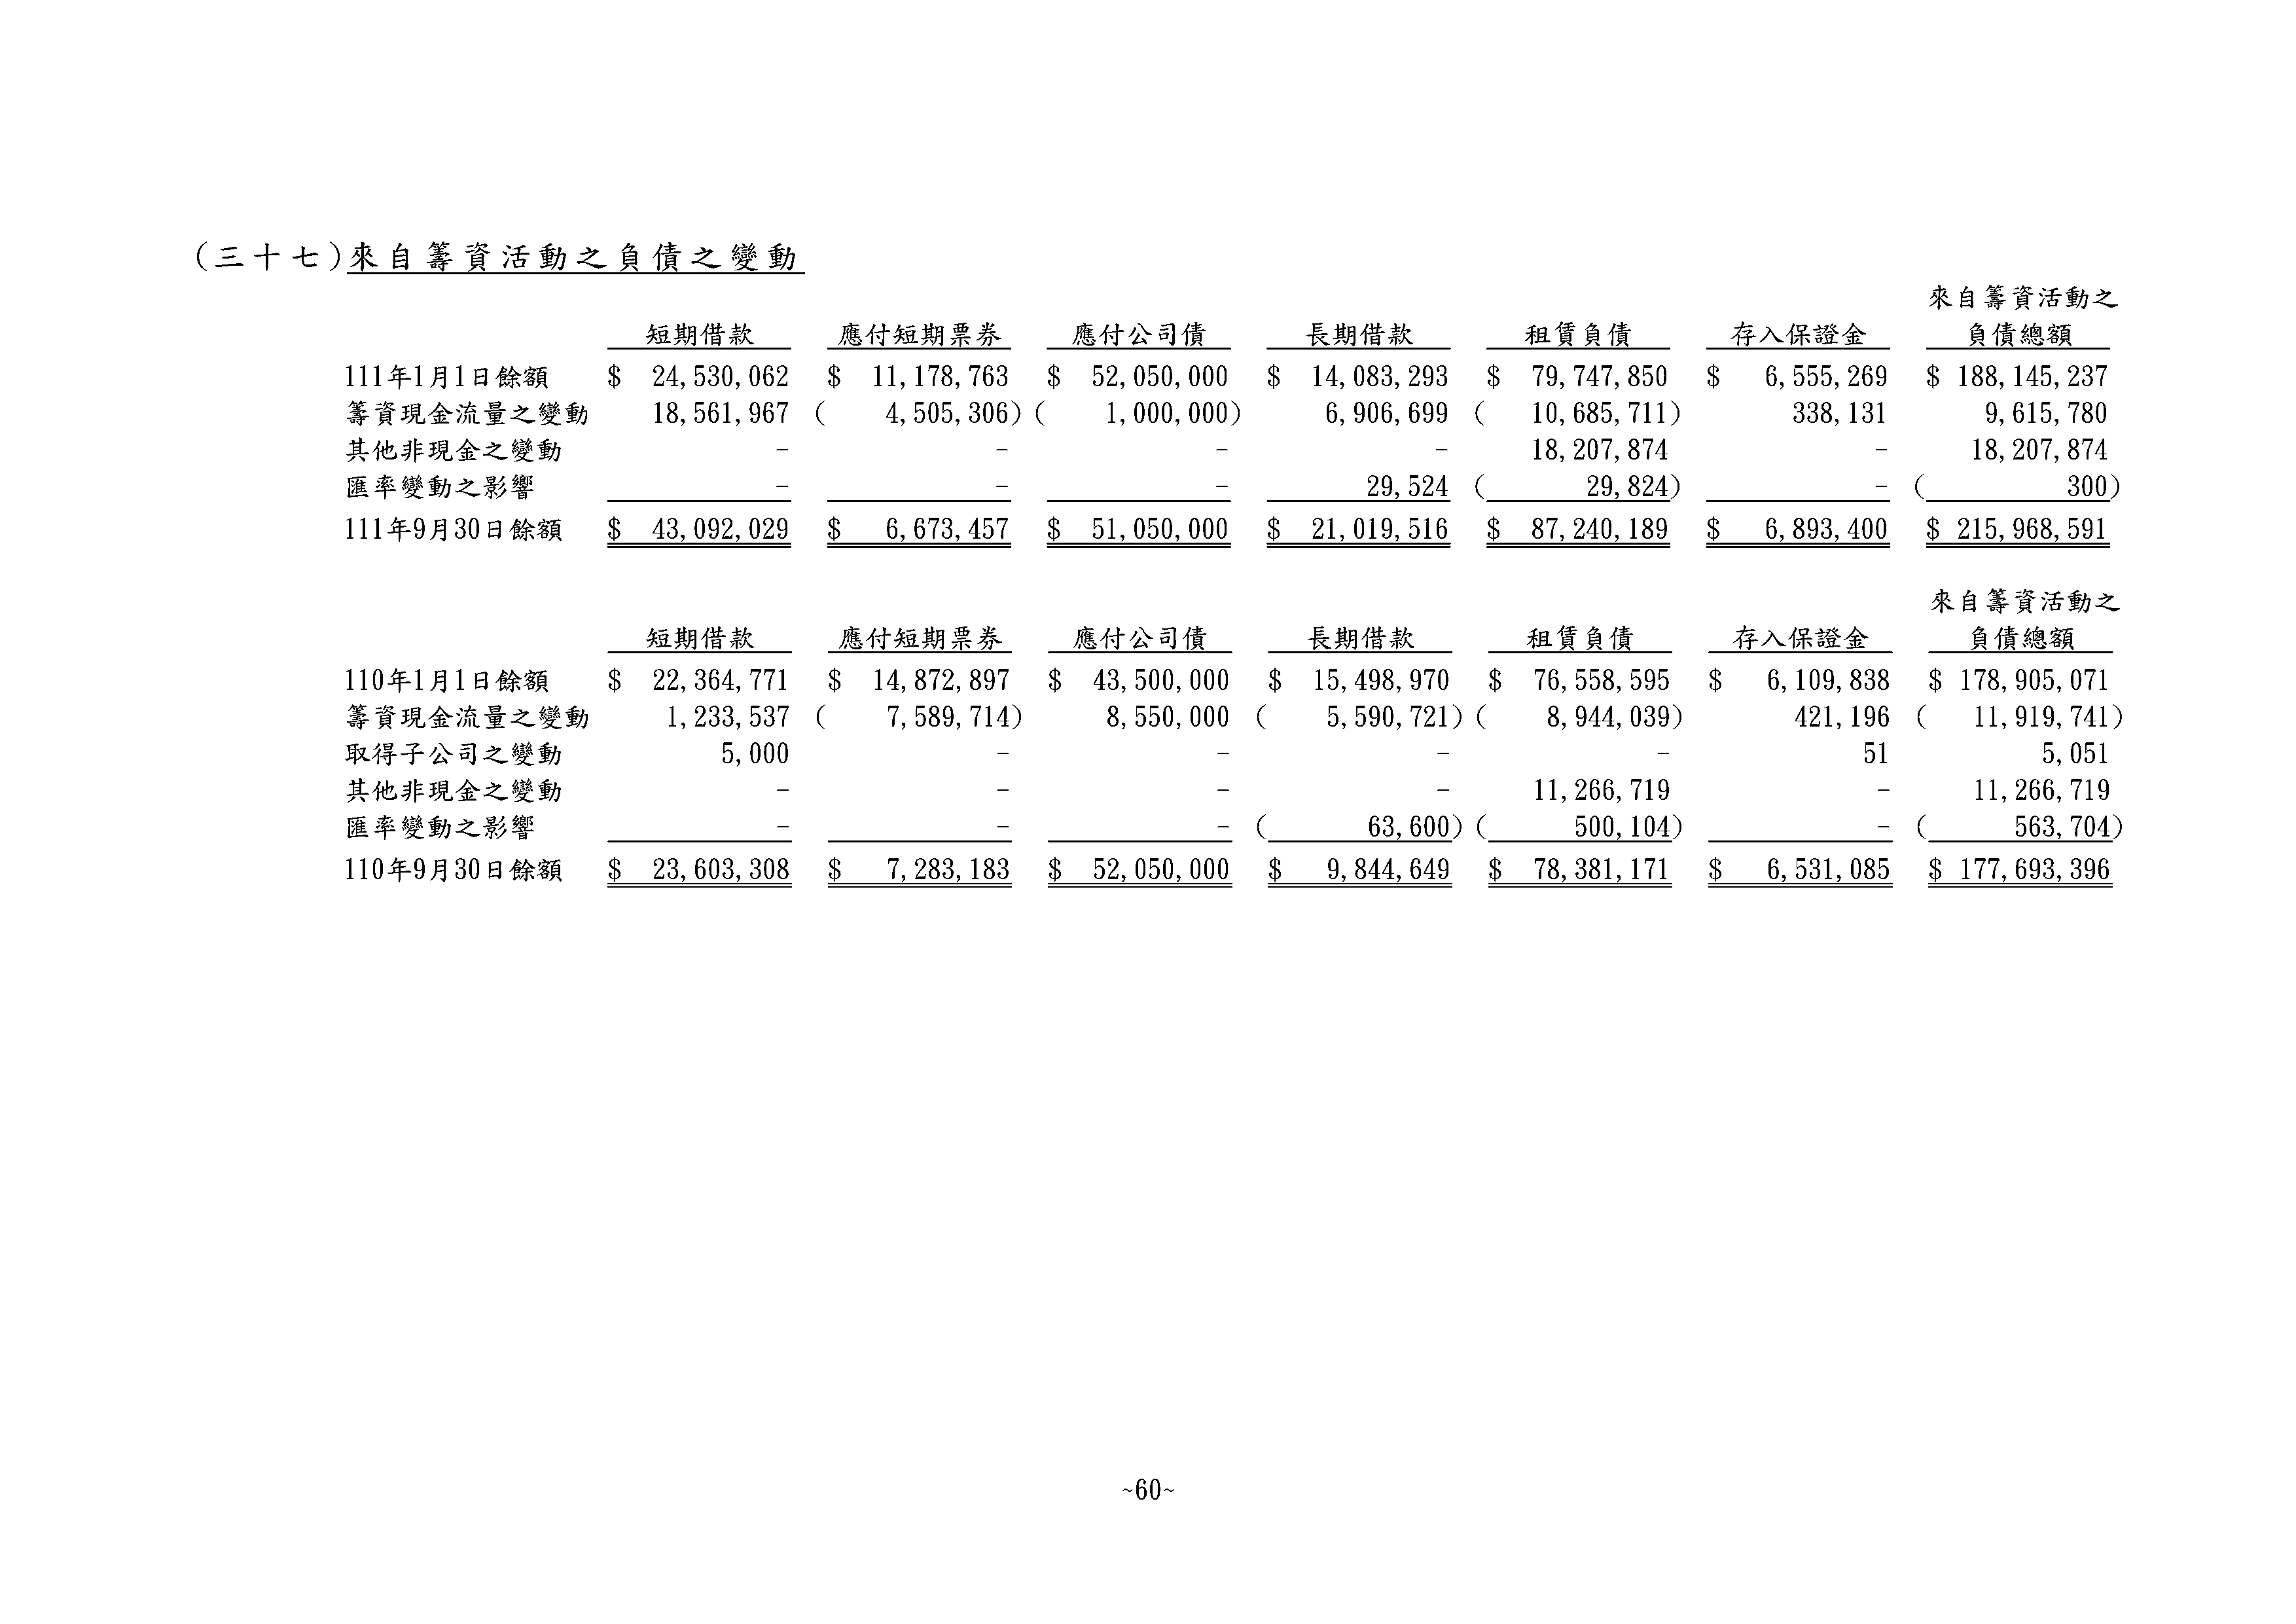 (三十七)來自籌資活動之負債之變動
來自籌資活動之
短期借款 應付短期票券 應付公司債 長期借款 租賃負債 存入保證金 負債總額
111年1月1日餘額 $ 24,530,062 $ 11,178,763 $ 52,050,000 $ 14,083,293 $ 79,747,850 $ 6,555,269 $ 188,145,237
籌資現金流量之變動 18,561,967 ( 4,505,306) ( 1,000,000) 6,906,699 ( 10,685,711) 338,131 9,615,780
其他非現金之變動 - - - - 18,207,874 - 18,207,874
匯率變動之影響 - - - 29,524 ( 29,824) - ( 300)
111年9月30日餘額 $ 43,092,029 $ 6,673,457 $ 51,050,000 $ 21,019,516 $ 87,240,189 $ 6,893,400 $ 215,968,591
來自籌資活動之
短期借款 應付短期票券 應付公司債 長期借款 租賃負債 存入保證金 負債總額
110年1月1日餘額 $ 22,364,771 $ 14,872,897 $ 43,500,000 $ 15,498,970 $ 76,558,595 $ 6,109,838 $ 178,905,071
籌資現金流量之變動 1,233,537 ( 7,589,714) 8,550,000 ( 5,590,721) ( 8,944,039) 421,196 ( 11,919,741)
取得子公司之變動 5,000 - - - - 51 5,051
其他非現金之變動 - - - - 11,266,719 - 11,266,719
匯率變動之影響 - - - ( 63,600) ( 500,104) - ( 563,704)
110年9月30日餘額 $ 23,603,308 $ 7,283,183 $ 52,050,000 $ 9,844,649 $ 78,381,171 $ 6,531,085 $ 177,693,396
~60~